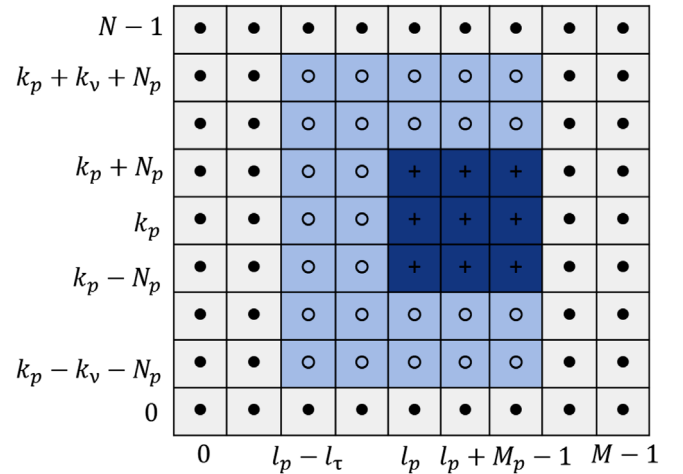 N − 1
k_p + k_ν + N_p
k_p + N_p
k_p
k_p − N_p
k_p − k_ν − N_p
0
0 l_p − l_τ l_p l_p + M_p − 1 M − 1